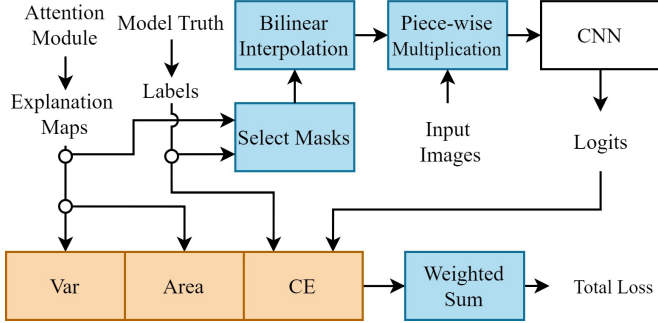 Attention
Module
Model Truth
Bilinear
Interpolation
Piece-wise
Multiplication
CNN
Explanation
Maps
Labels
Select Masks
Input
Images
Logits
Var
Area
CE
Weighted
Sum
Total Loss